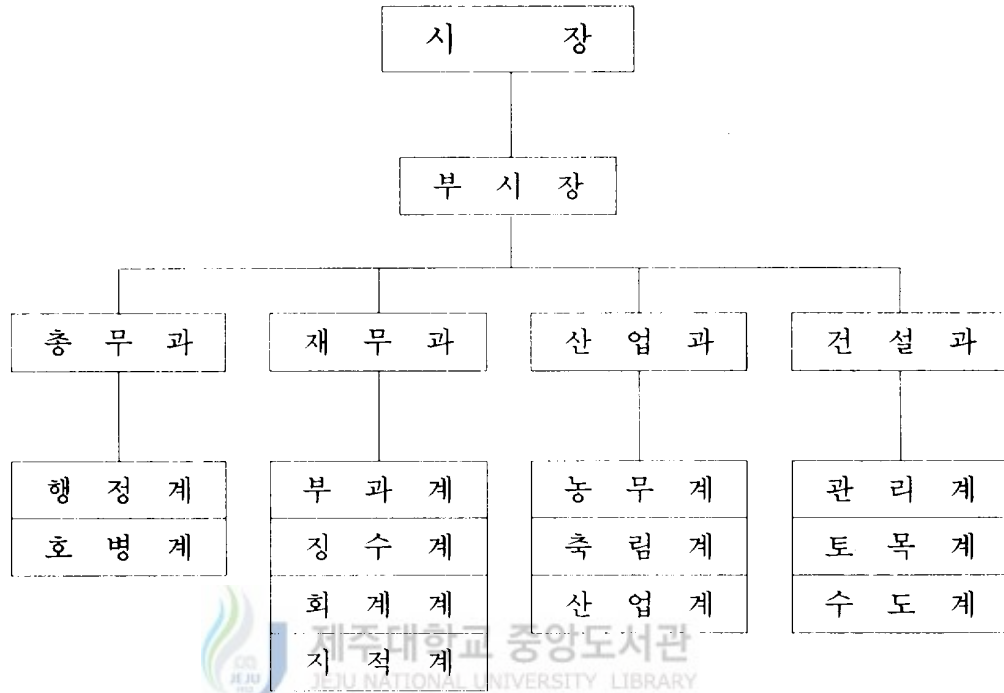 시 장
부 시 장
총 무 과 재 무 과 산 업 과 건 설 과
행 정 계 부 과 계 농 무 계 관 리 계
호 병 계 징 수 계 축 림 계 토 목 계
회 계 계 산 업 계 수 도 계
지 적 계
제주대학교 중앙도서관
JEJU NATIONAL UNIVERSITY LIBRARY
JEJU
1952